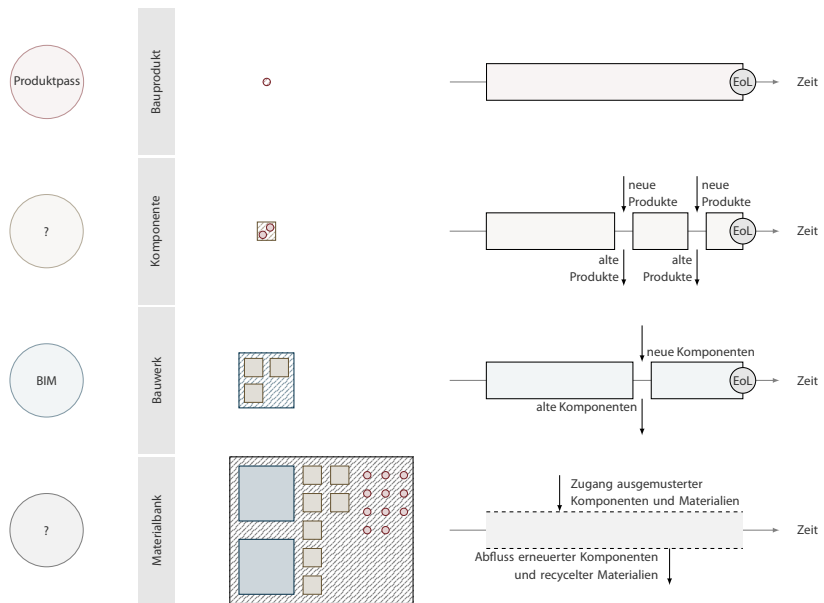 Produktpass
Bauprodukt
EoL
Zeit
?
Komponente
neue
Produkte
neue
Produkte
EoL
Zeit
alte
Produkte
alte
Produkte
BIM
Bauwerk
neue Komponenten
EoL
Zeit
alte Komponenten
?
Materialbank
Zugang ausgemusterter
Komponenten und Materialien
Zeit
Abfluss erneuerter Komponenten
und recycelter Materialien